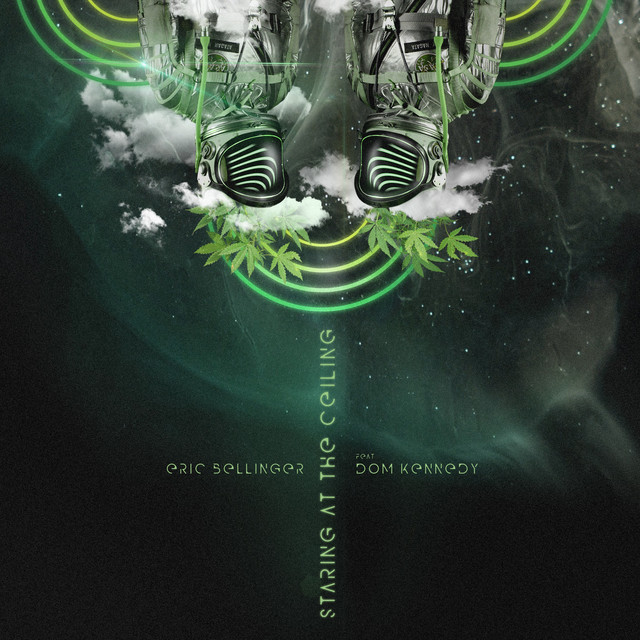 STARING AT THE CEILING
ERIC BELLINGER
FEAT
DOM KENNEDY